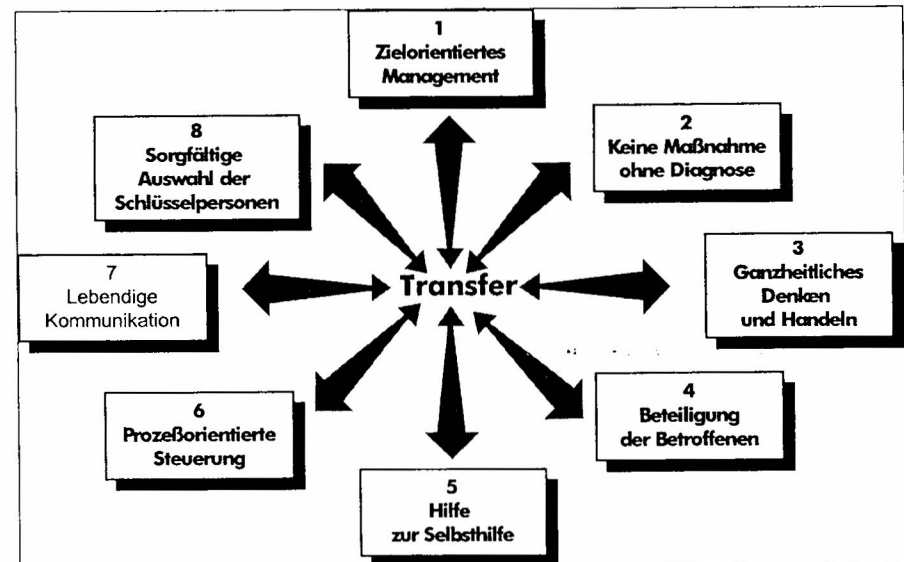 1
Zielorientiertes
Management
2
Keine Maßnahme
ohne Diagnose
3
Ganzheitliches
Denken
und Handeln
4
Beteiligung
der Betroffenen
5
Hilfe
zur Selbsthilfe
6
Prozeßorientierte
Steuerung
7
Lebendige
Kommunikation
8
Sorgfältige
Auswahl der
Schlüsselpersonen
Transfer